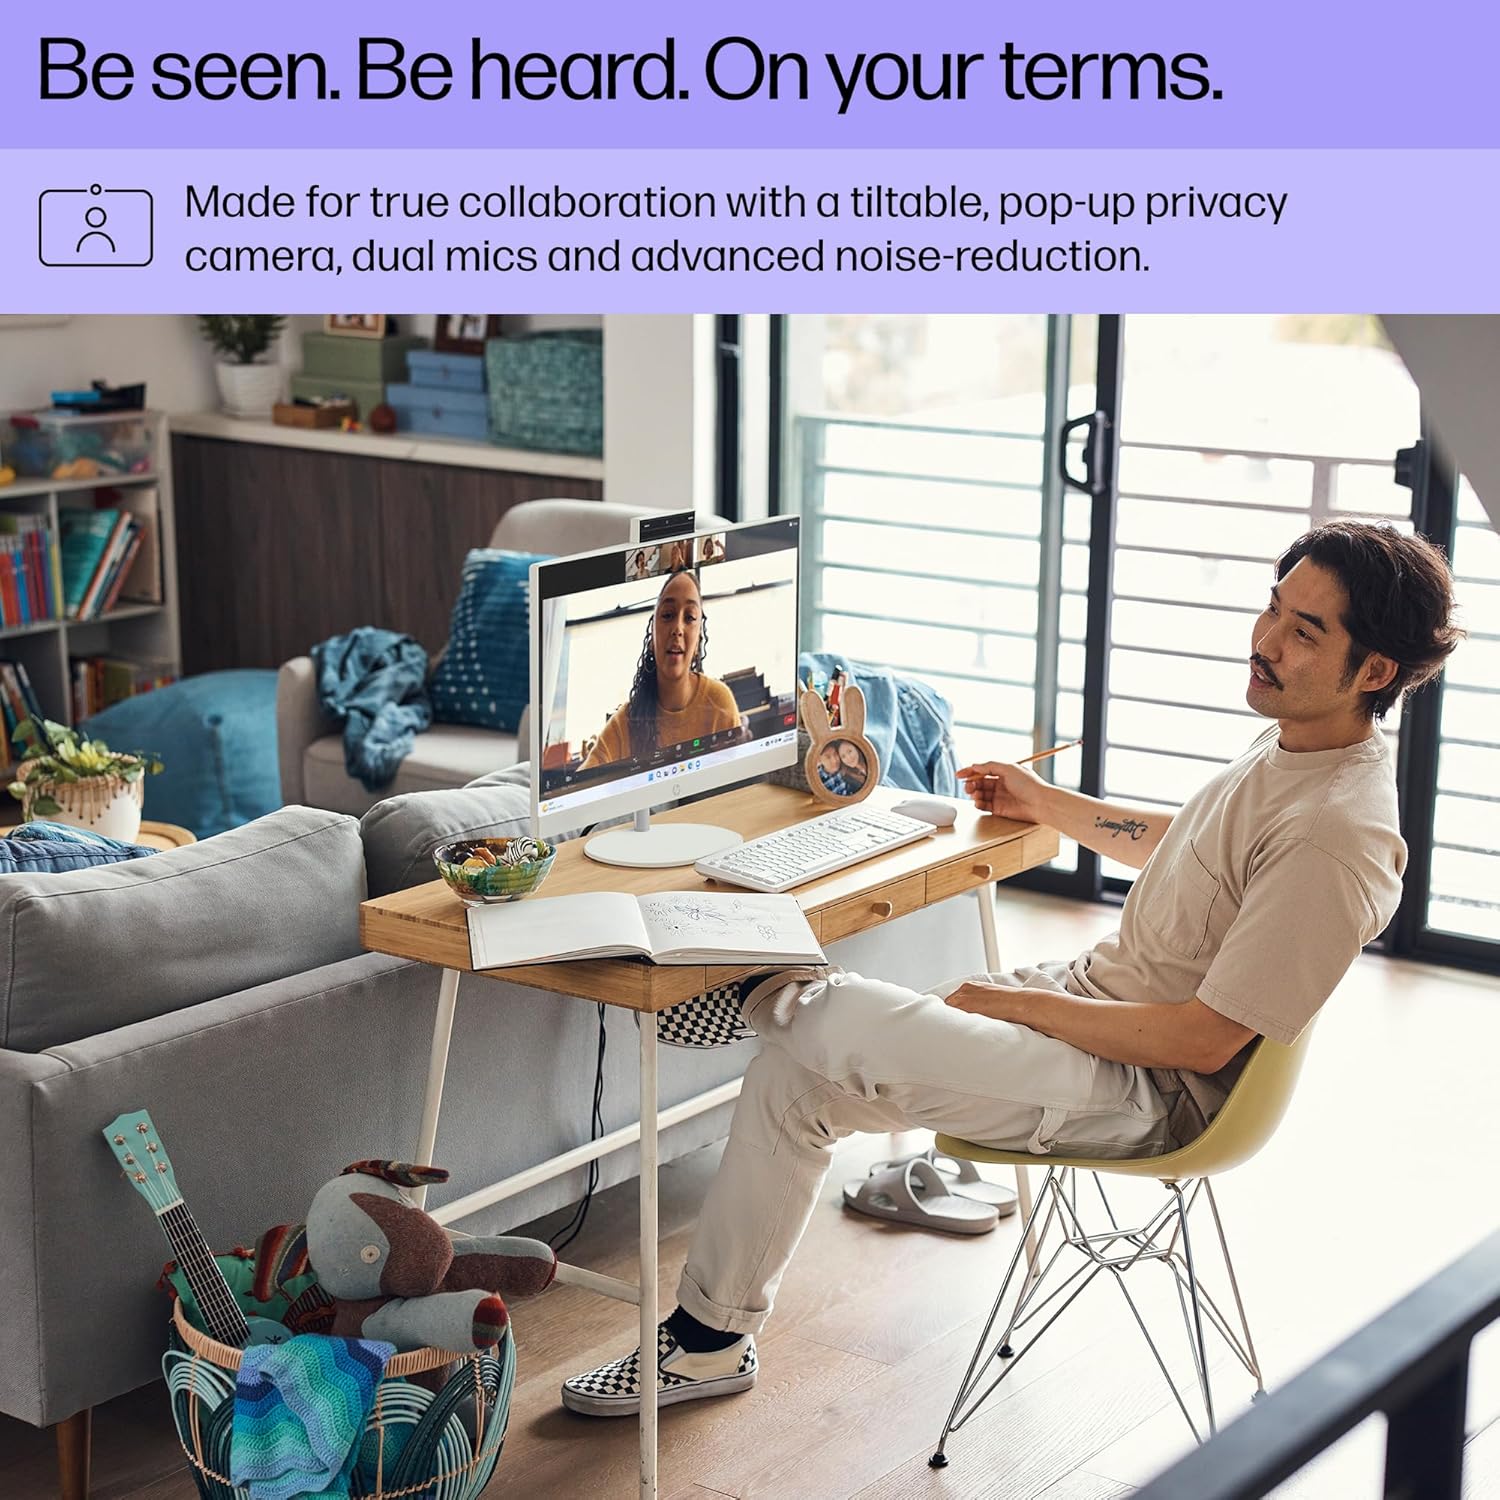 Be seen. Be heard. On your terms.
Made for true collaboration with a tiltable, pop-up privacy
camera, dual mics and advanced noise-reduction.
hp